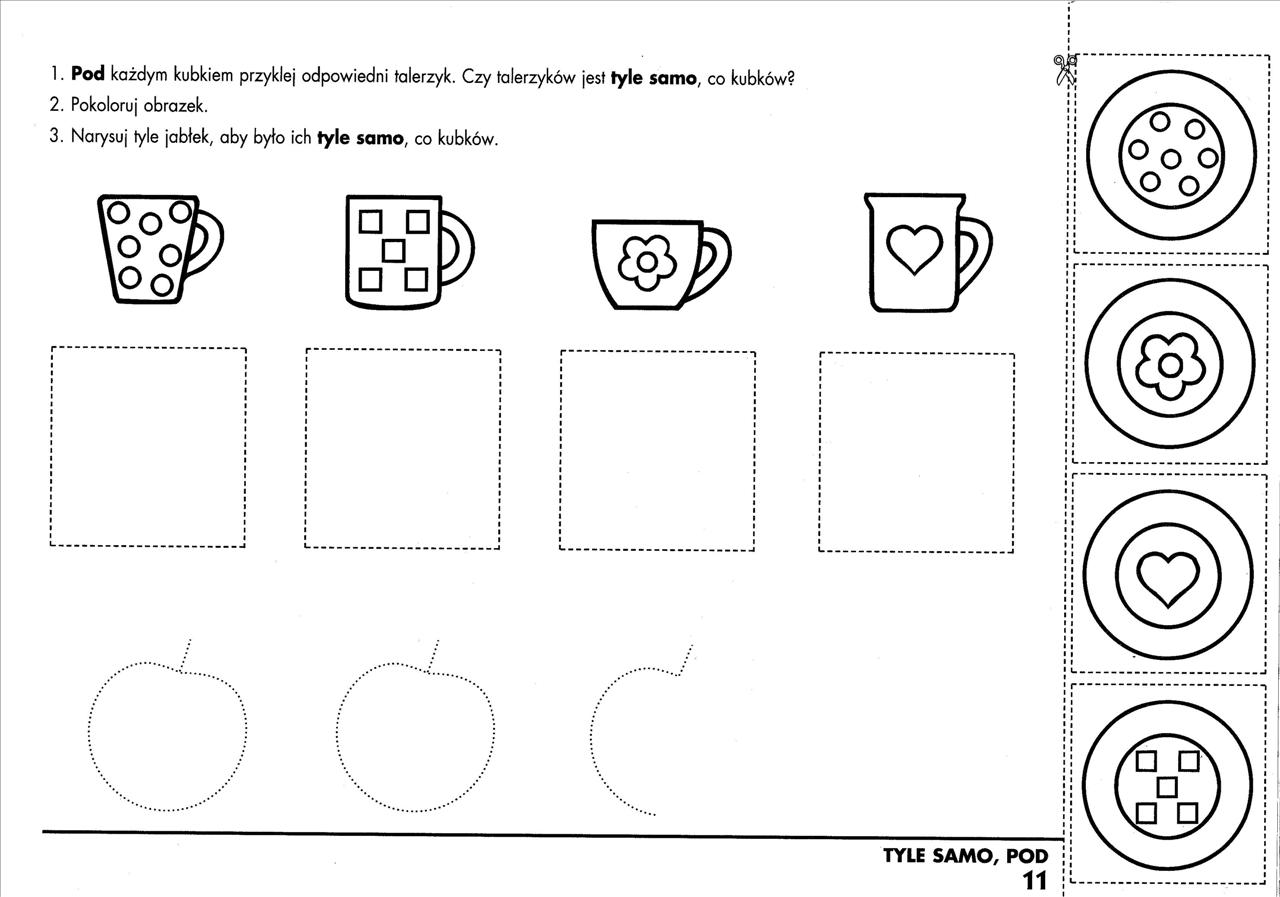 1. Pod każdym kubkiem przyklej odpowiedni talerzyk. Czy talerzyków jest tyle samo, co kubków?
2. Pokoloruj obrazek.
3. Narysuj tyle jabłek, aby było ich tyle samo, co kubków.
TYLE SAMO, POD
11